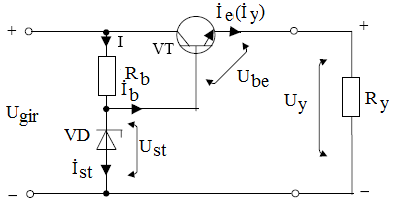 + İe(İy) +
I VT
Rb
İb Ube
Ugir Uy Ry
VD Ust
İst
− −